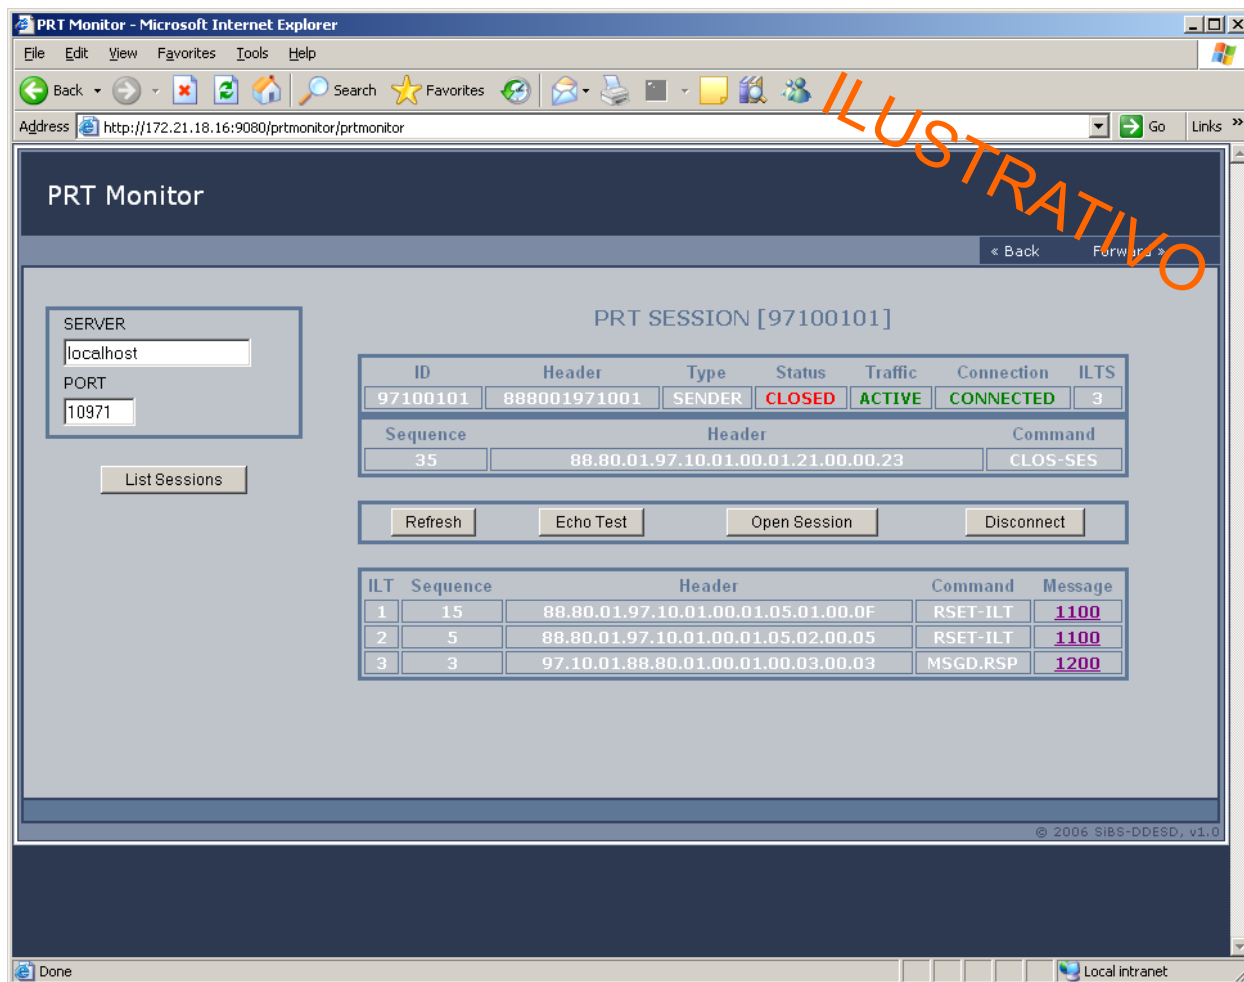 PRT Monitor - Microsoft Internet Explorer
File Edit View Favorites Tools Help
Back Search Favorites
Address http://172.21.18.16:9080/prtmonitor/prtmonitor Go Links »
ILUSTRATIVO
PRT Monitor
« Back Forward »
SERVER
localhost
PORT
10971
List Sessions
PRT SESSION [97100101]
ID Header Type Status Traffic Connection ILTS
97100101 888001971001 SENDER CLOSED ACTIVE CONNECTED 3
Sequence Header Command
35 88.80.01.97.10.01.00.01.21.00.00.23 CLOS-SES
Refresh Echo Test Open Session Disconnect
ILT Sequence Header Command Message
1 15 88.80.01.97.10.01.00.01.05.01.00.0F RSET-ILT 1100
2 5 88.80.01.97.10.01.00.01.05.02.00.05 RSET-ILT 1100
3 3 97.10.01.88.80.01.00.01.00.03.00.03 MSGD.RSP 1200
© 2006 SiBS-DDESD, v1.0
Done Local intranet